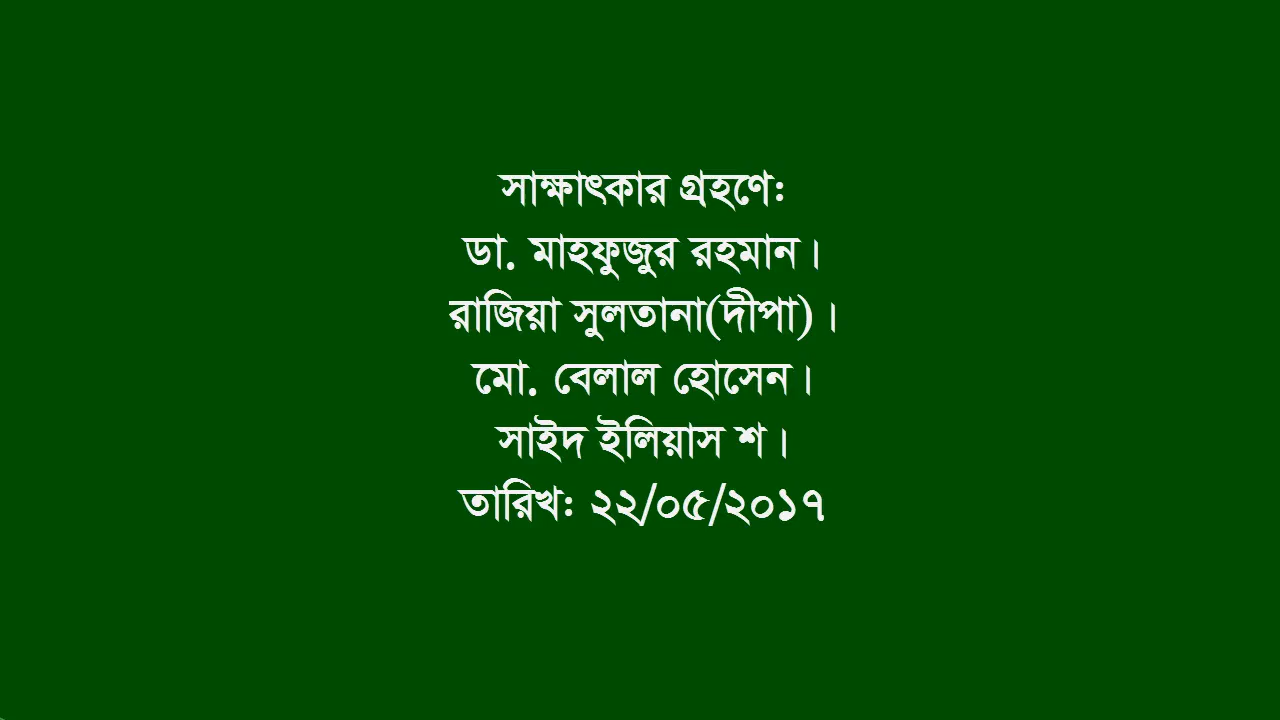 সাক্ষাৎকার গ্রহণে:
ডা. মাহফুজুর রহমান।
রাজিয়া সুলতানা(দীপা)।
মো. বেলাল হোসেন।
সাইদ ইলিয়াস শ।
তারিখ: ২২/০৫/২০১৭